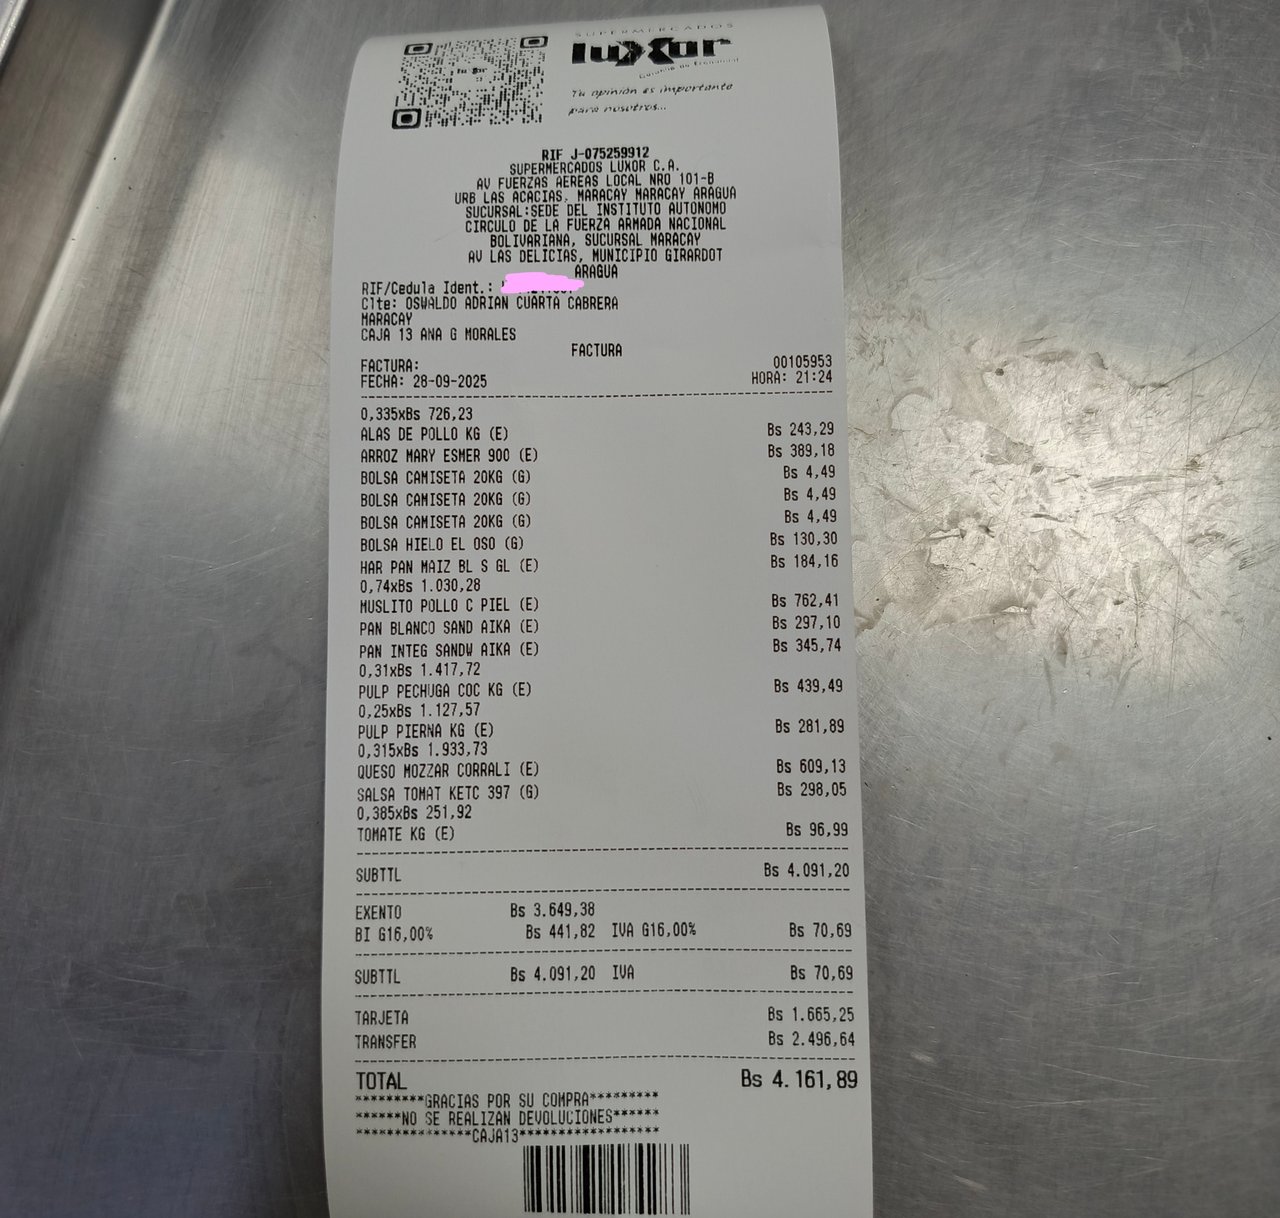 SUPERMERCADOS
luxor
Garantía de Economía!
Tu opinión es importante
para nosotros...
RIF J-075259912
SUPERMERCADOS LUXOR C.A.
AV FUERZAS AEREAS LOCAL NRO 101-B
URB LAS ACACIAS, MARACAY MARACAY ARAGUA
SUCURSAL:SEDE DEL INSTITUTO AUTONOMO
CIRCULO DE LA FUERZA ARMADA NACIONAL
BOLIVARIANA, SUCURSAL MARACAY
AV LAS DELICIAS, MUNICIPIO GIRARDOT
ARAGUA
RIF/Cedula Ident.:
Clte: OSWALDO ADRIAN CUARTA CABRERA
MARACAY
CAJA 13 ANA G MORALES
FACTURA
FACTURA: 00105953
FECHA: 28-09-2025 HORA: 21:24
0,335xBs 726,23
ALAS DE POLLO KG (E) Bs 243,29
ARROZ MARY ESMER 900 (E) Bs 389,18
BOLSA CAMISETA 20KG (G) Bs 4,49
BOLSA CAMISETA 20KG (G) Bs 4,49
BOLSA CAMISETA 20KG (G) Bs 4,49
BOLSA HIELO EL OSO (G) Bs 130,30
HAR PAN MAIZ BL S GL (E) Bs 184,16
0,74xBs 1.030,28
MUSLITO POLLO C PIEL (E) Bs 762,41
PAN BLANCO SAND AIKA (E) Bs 297,10
PAN INTEG SANDW AIKA (E) Bs 345,74
0,31xBs 1.417,72
PULP PECHUGA COC KG (E) Bs 439,49
0,25xBs 1.127,57
PULP PIERNA KG (E) Bs 281,89
0,315xBs 1.933,73
QUESO MOZZAR CORRALI (E) Bs 609,13
SALSA TOMAT KETC 397 (G) Bs 298,05
0,385xBs 251,92
TOMATE KG (E) Bs 96,99
SUBTTL Bs 4.091,20
EXENTO Bs 3.649,38
BI G16,00% Bs 441,82 IVA G16,00% Bs 70,69
SUBTTL Bs 4.091,20 IVA Bs 70,69
TARJETA Bs 1.665,25
TRANSFER Bs 2.496,64
TOTAL Bs 4.161,89
*********GRACIAS POR SU COMPRA*********
******NO SE REALIZAN DEVOLUCIONES******
***************CAJA13******************